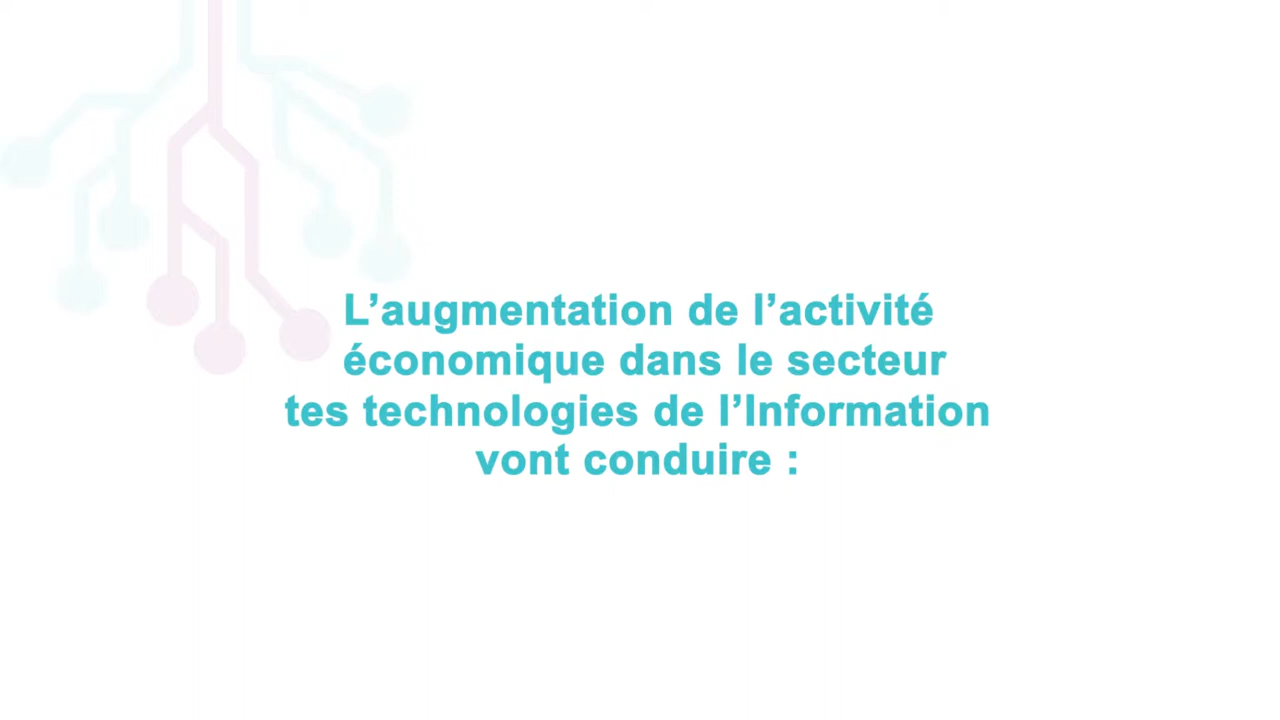 L’augmentation de l’activité
économique dans le secteur
tes technologies de l’Information
vont conduire :